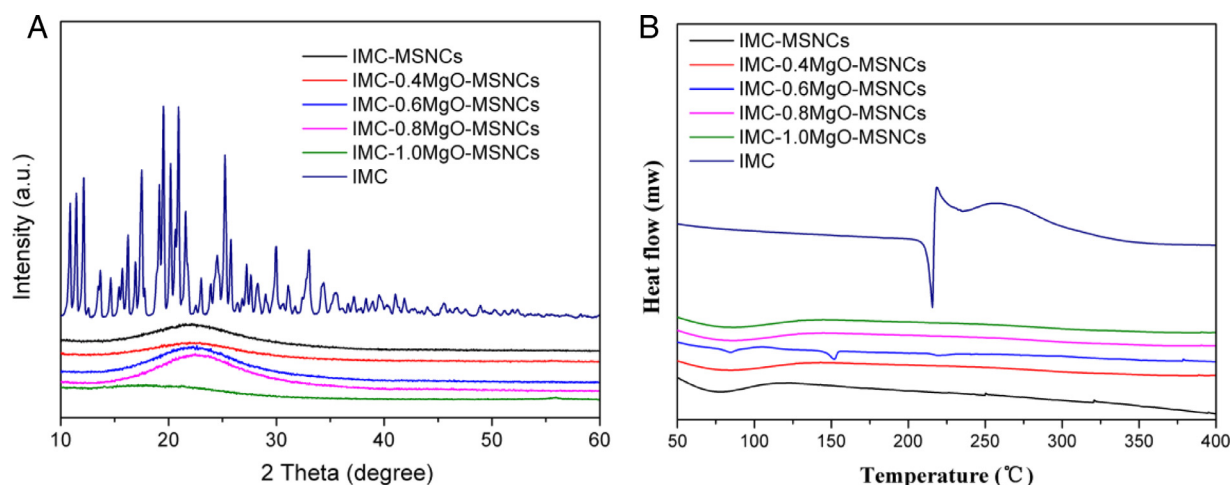 A
IMC-MSNCs
IMC-0.4MgO-MSNCs
IMC-0.6MgO-MSNCs
IMC-0.8MgO-MSNCs
IMC-1.0MgO-MSNCs
IMC
Intensity (a.u.)
10 20 30 40 50 60
2 Theta (degree)
B
IMC-MSNCs
IMC-0.4MgO-MSNCs
IMC-0.6MgO-MSNCs
IMC-0.8MgO-MSNCs
IMC-1.0MgO-MSNCs
IMC
Heat flow (mw)
50 100 150 200 250 300 350 400
Temperature (℃)